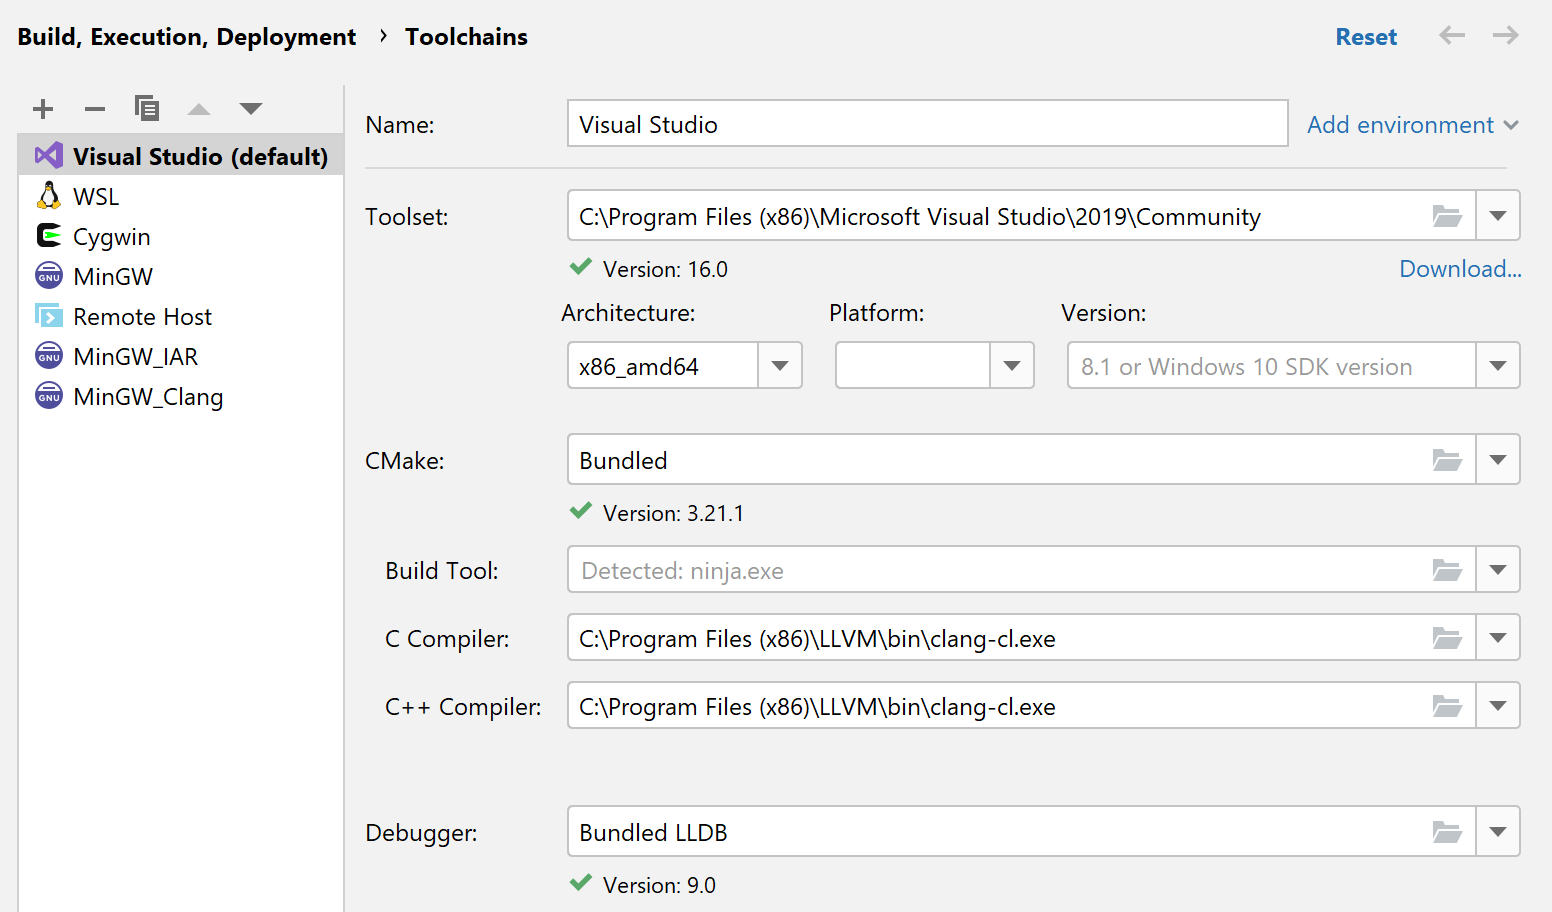 Build, Execution, Deployment › Toolchains
Reset
Visual Studio (default)
WSL
Cygwin
GNU MinGW
Remote Host
GNU MinGW_IAR
GNU MinGW_Clang
Name: Visual Studio Add environment
Toolset: C:\Program Files (x86)\Microsoft Visual Studio\2019\Community
Version: 16.0 Download...
Architecture: Platform: Version:
x86_amd64 8.1 or Windows 10 SDK version
CMake: Bundled
Version: 3.21.1
Build Tool: Detected: ninja.exe
C Compiler: C:\Program Files (x86)\LLVM\bin\clang-cl.exe
C++ Compiler: C:\Program Files (x86)\LLVM\bin\clang-cl.exe
Debugger: Bundled LLDB
Version: 9.0